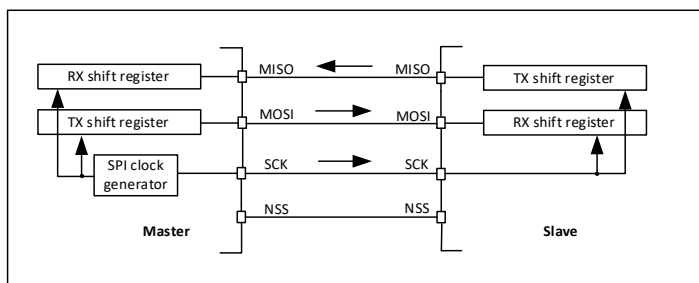 RX shift register
MISO
MISO
TX shift register
TX shift register
MOSI
MOSI
RX shift register
SPI clock
generator
SCK
SCK
NSS
NSS
Master
Slave